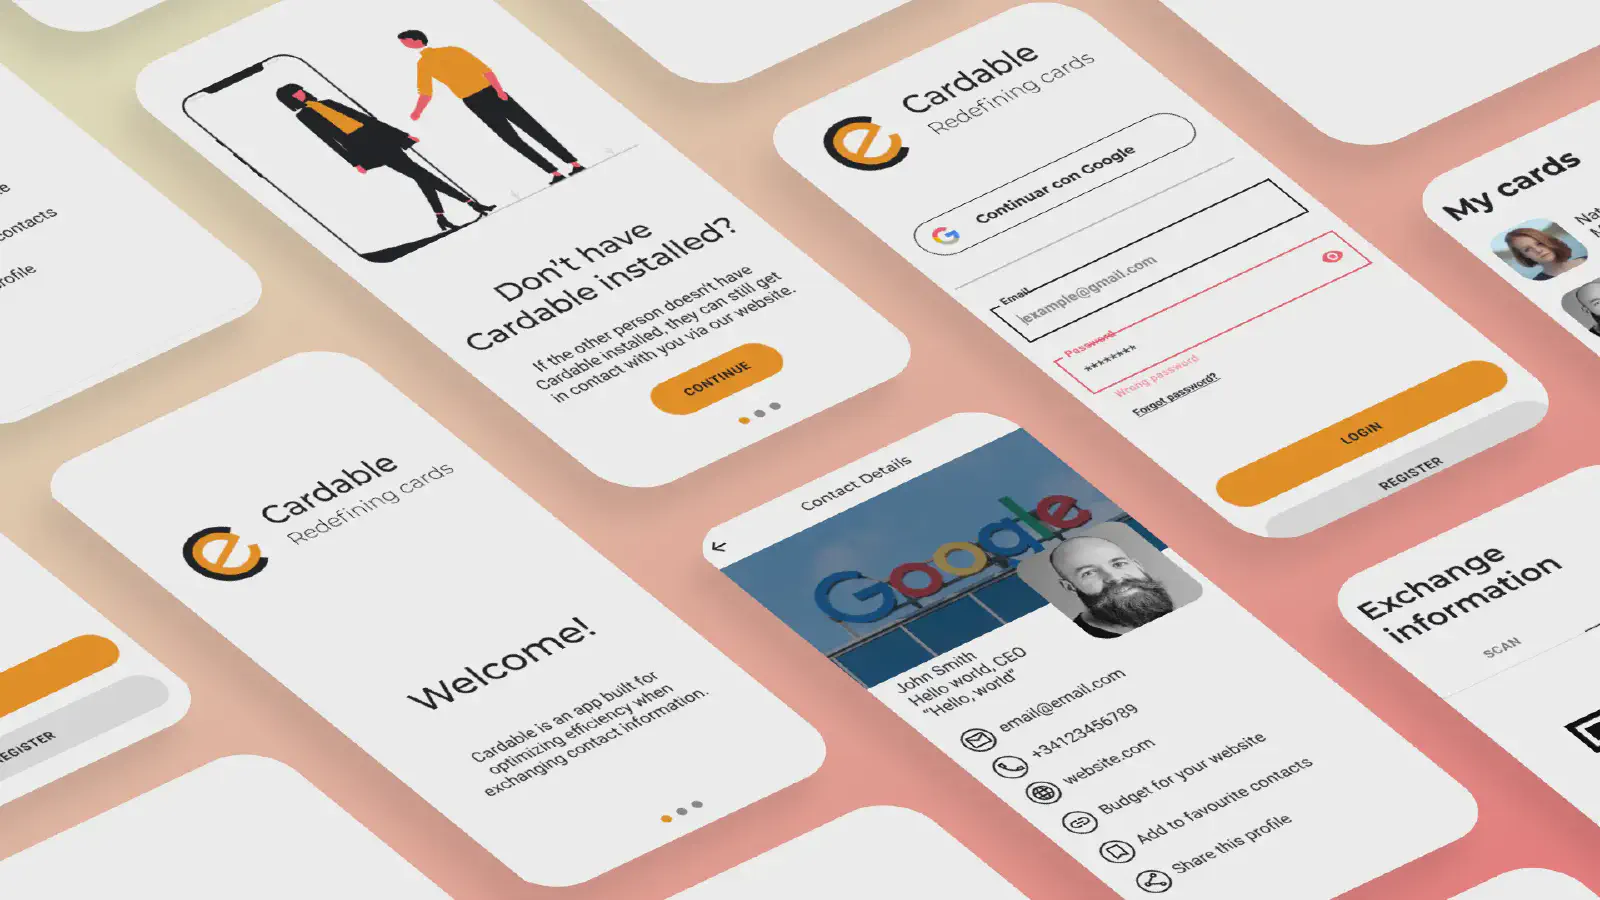 contacts
Don't have
Cardable installed?
If the other person doesn't have
Cardable installed, they can still get
in contact with you via our website.
CONTINUE
Cardable
Redefining cards
Continuar con Google
Email
example@gmail.com
Password
********
Wrong password
Forgot password?
LOGIN
REGISTER
My cards
Cardable
Redefining cards
Welcome!
Cardable is an app built for
optimizing efficiency when
exchanging contact information.
Contact Details
Google
John Smith
Hello world, CEO
“Hello, world”
email@email.com
+34123456789
website.com
Budget for your website
Add to favourite contacts
Share this profile
Exchange
information
SCAN